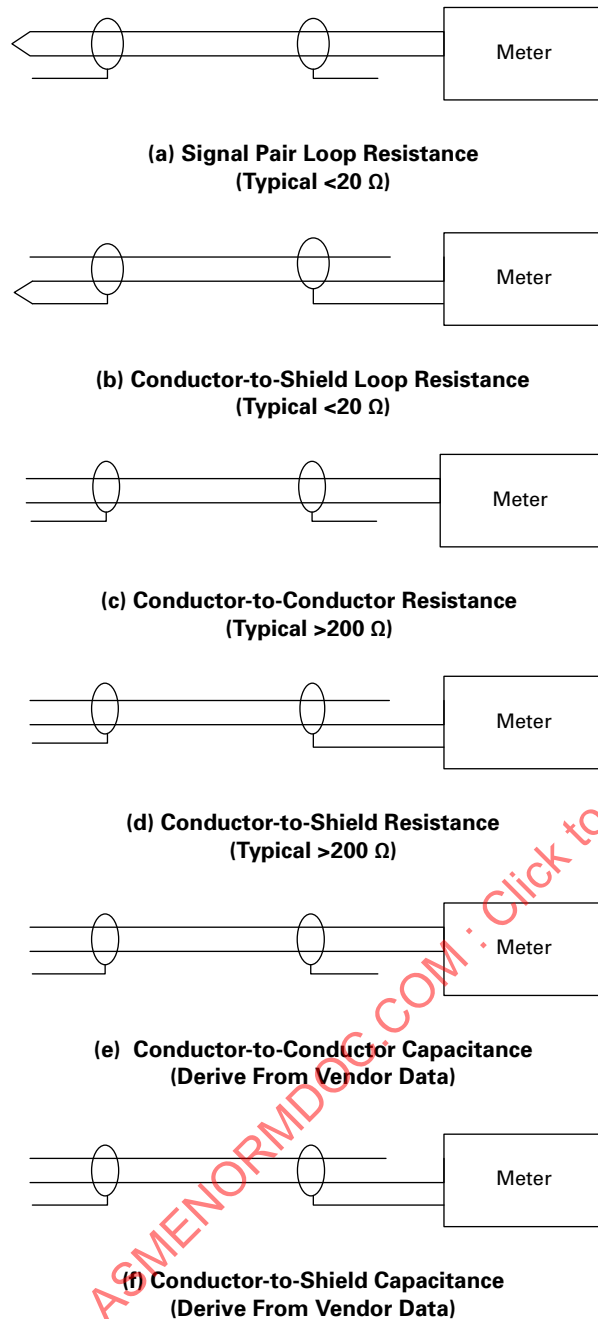 Meter
(a) Signal Pair Loop Resistance
(Typical <20 Ω)
Meter
(b) Conductor-to-Shield Loop Resistance
(Typical <20 Ω)
Meter
(c) Conductor-to-Conductor Resistance
(Typical >200 Ω)
Meter
(d) Conductor-to-Shield Resistance
(Typical >200 Ω)
Meter
(e) Conductor-to-Conductor Capacitance
(Derive From Vendor Data)
Meter
(f) Conductor-to-Shield Capacitance
(Derive From Vendor Data)
ASMENORMDOC.COM : Click to